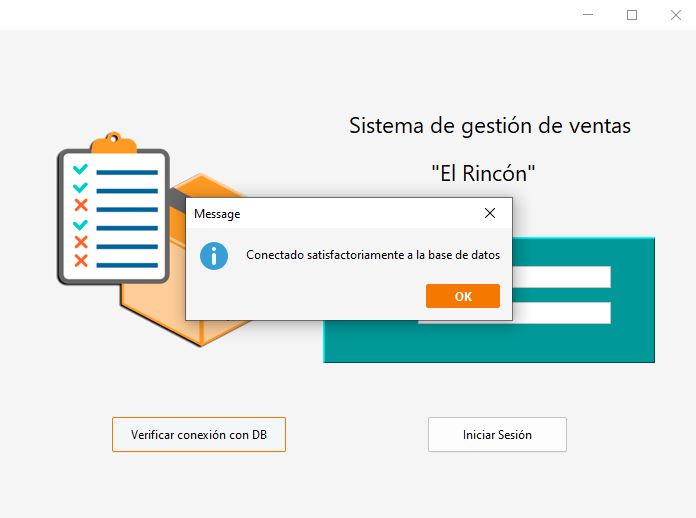 Sistema de gestión de ventas
"El Rincón"
Message
Conectado satisfactoriamente a la base de datos
OK
Verificar conexión con DB
Iniciar Sesión